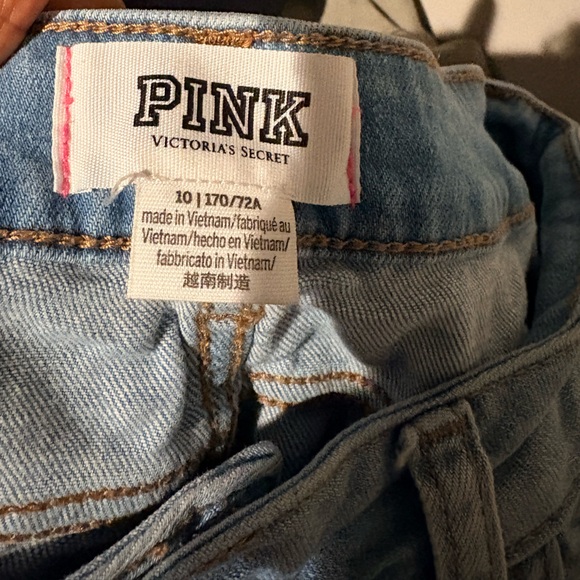 PINK
VICTORIA'S SECRET
10 | 170/72A
made in Vietnam/fabriqué au
Vietnam/hecho en Vietnam/
fabbricato in Vietnam/
越南制造